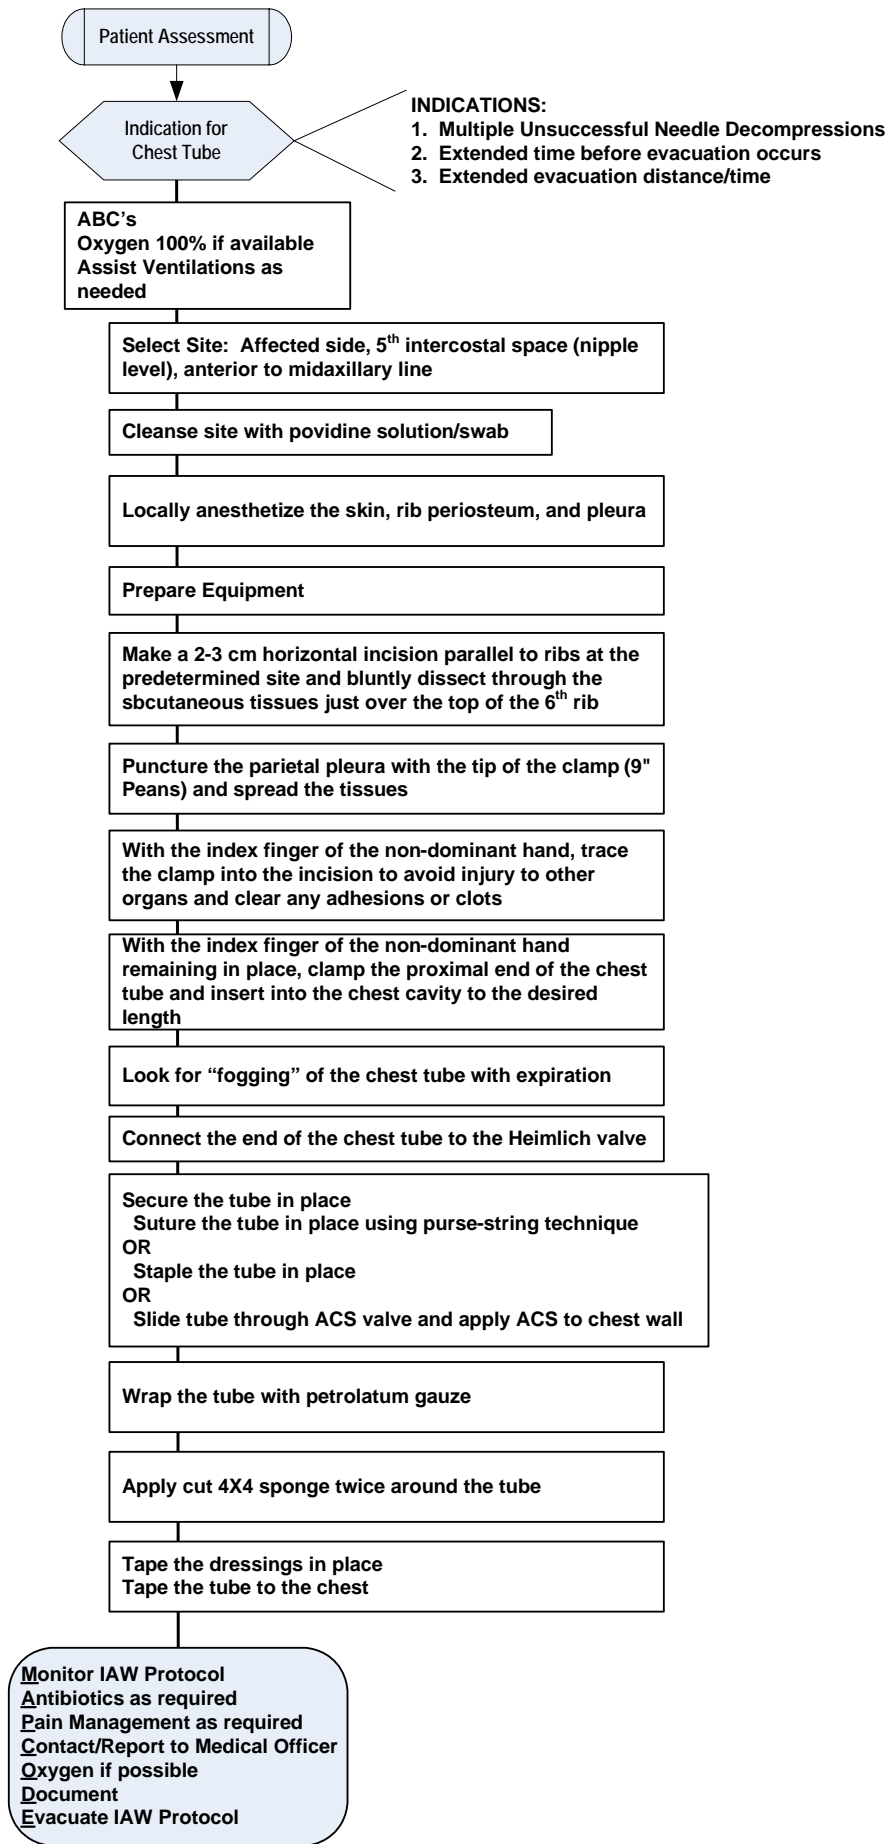 Patient Assessment
Indication for
Chest Tube
INDICATIONS:
1. Multiple Unsuccessful Needle Decompressions
2. Extended time before evacuation occurs
3. Extended evacuation distance/time
ABC's
Oxygen 100% if available
Assist Ventilations as
needed
Select Site: Affected side, 5th intercostal space (nipple
level), anterior to midaxillary line
Cleanse site with povidine solution/swab
Locally anesthetize the skin, rib periosteum, and pleura
Prepare Equipment
Make a 2-3 cm horizontal incision parallel to ribs at the
predetermined site and bluntly dissect through the
sbcutaneous tissues just over the top of the 6th rib
Puncture the parietal pleura with the tip of the clamp (9"
Peans) and spread the tissues
With the index finger of the non-dominant hand, trace
the clamp into the incision to avoid injury to other
organs and clear any adhesions or clots
With the index finger of the non-dominant hand
remaining in place, clamp the proximal end of the chest
tube and insert into the chest cavity to the desired
length
Look for “fogging” of the chest tube with expiration
Connect the end of the chest tube to the Heimlich valve
Secure the tube in place
Suture the tube in place using purse-string technique
OR
Staple the tube in place
OR
Slide tube through ACS valve and apply ACS to chest wall
Wrap the tube with petrolatum gauze
Apply cut 4X4 sponge twice around the tube
Tape the dressings in place
Tape the tube to the chest
Monitor IAW Protocol
Antibiotics as required
Pain Management as required
Contact/Report to Medical Officer
Oxygen if possible
Document
Evacuate IAW Protocol